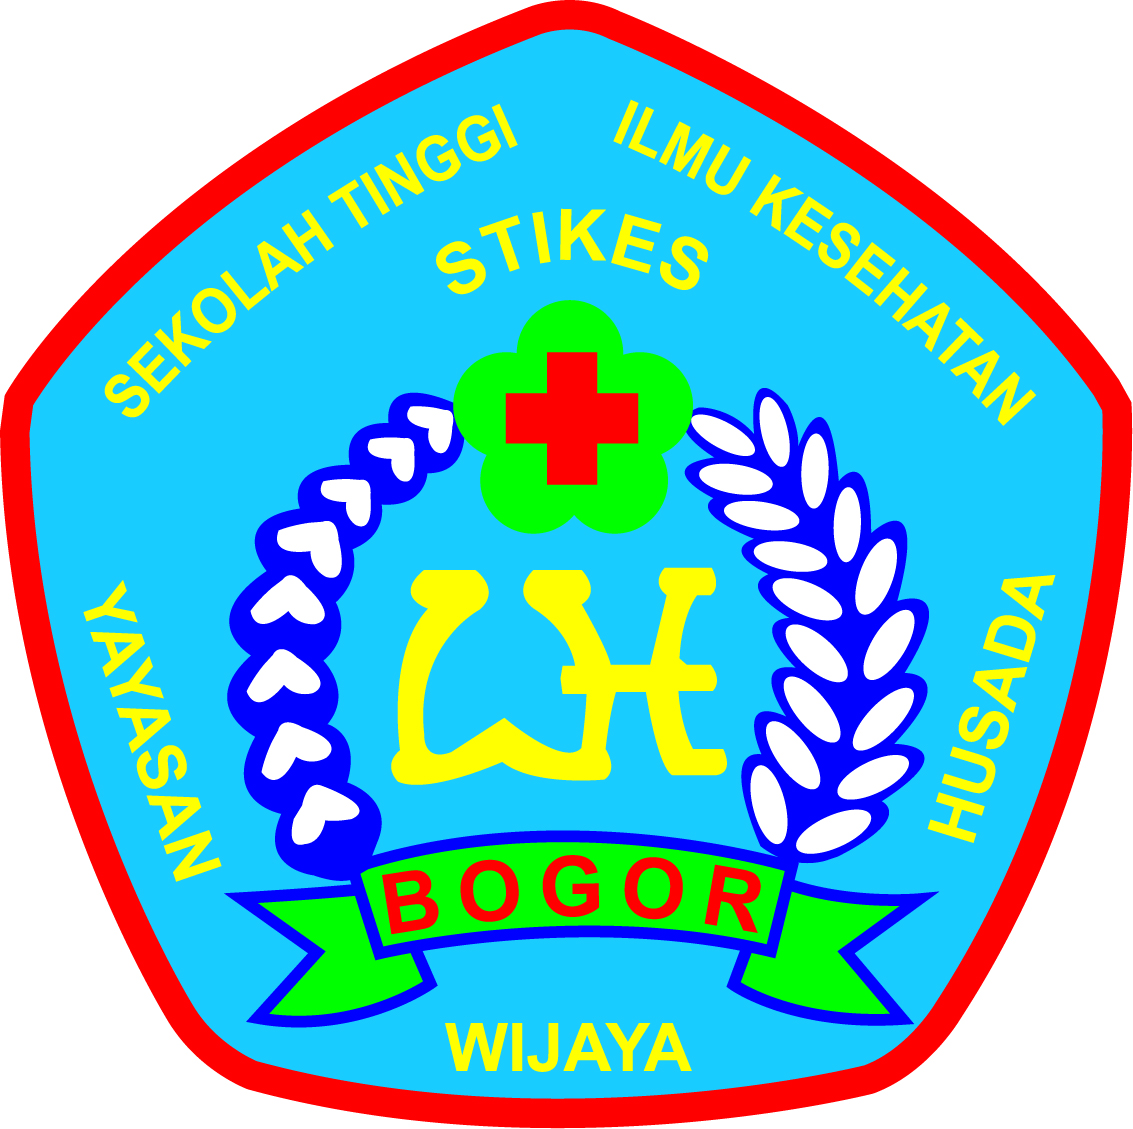 SEKOLAH TINGGI ILMU KESEHATAN
STIKES
WH
YAYASAN
HUSADA
BOGOR
WIJAYA